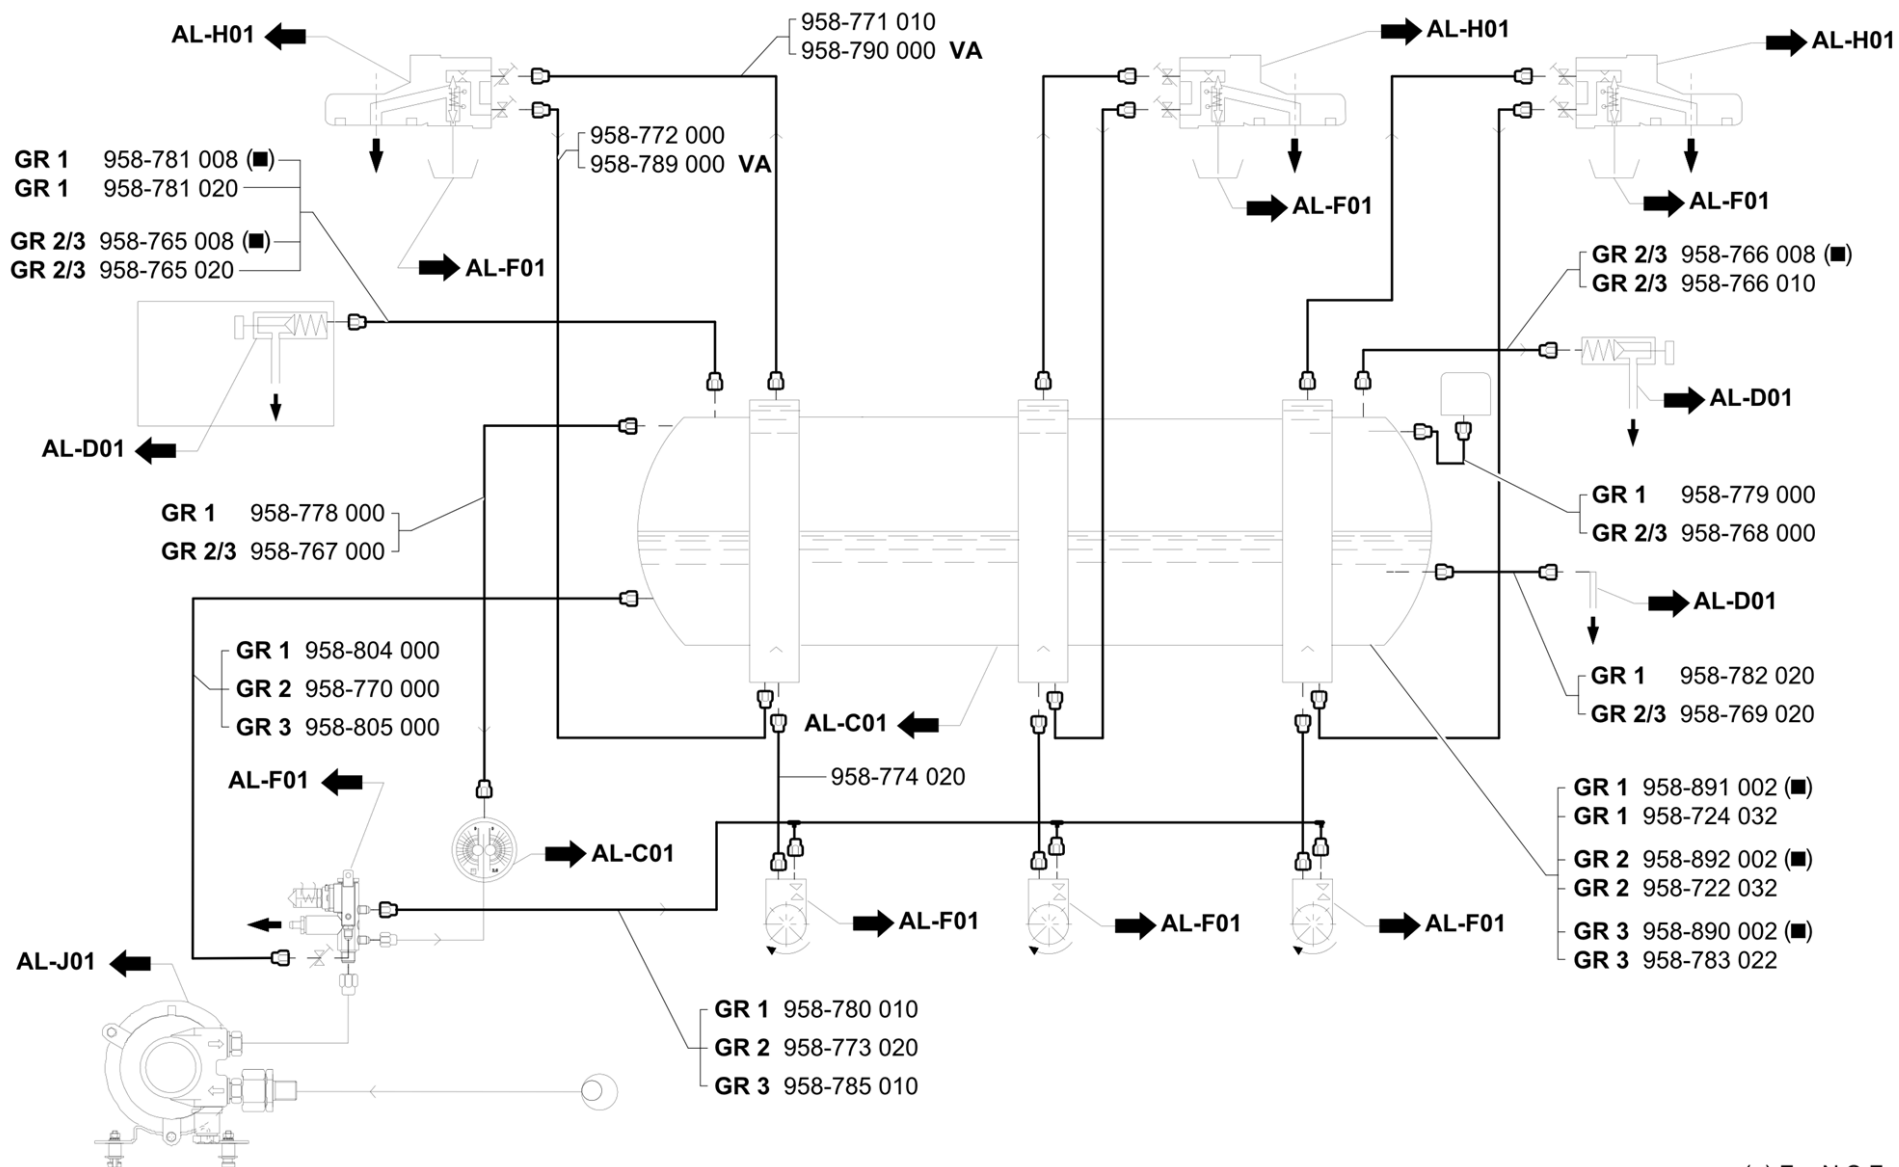 AL-H01
958-771 010
958-790 000 VA
AL-H01
AL-H01
958-772 000
958-789 000 VA
GR 1 958-781 008 (■)
GR 1 958-781 020
GR 2/3 958-765 008 (■)
GR 2/3 958-765 020
AL-F01
AL-F01
AL-F01
GR 2/3 958-766 008 (■)
GR 2/3 958-766 010
AL-D01
AL-D01
GR 1 958-778 000
GR 2/3 958-767 000
GR 1 958-779 000
GR 2/3 958-768 000
AL-D01
GR 1 958-804 000
GR 2 958-770 000
GR 3 958-805 000
GR 1 958-782 020
GR 2/3 958-769 020
AL-C01
AL-F01
958-774 020
GR 1 958-891 002 (■)
GR 1 958-724 032
GR 2 958-892 002 (■)
GR 2 958-722 032
GR 3 958-890 002 (■)
GR 3 958-783 022
AL-C01
AL-F01
AL-F01
AL-F01
AL-J01
GR 1 958-780 010
GR 2 958-773 020
GR 3 958-785 010